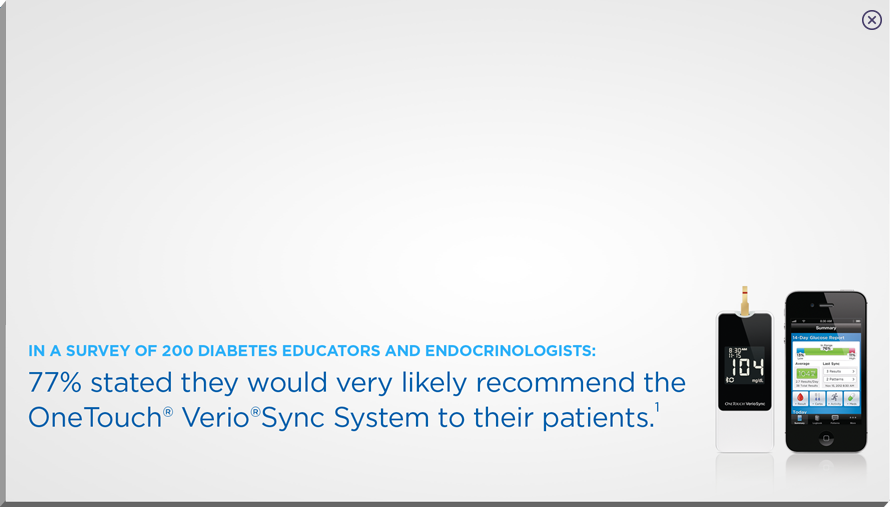 IN A SURVEY OF 200 DIABETES EDUCATORS AND ENDOCRINOLOGISTS:
77% stated they would very likely recommend the
OneTouch® Verio®Sync System to their patients.1
8:30 AM
11-15
104
mg/dL
OneTouch VerioSync
Summary
14-Day Glucose Report
Average
Last Sync
Today